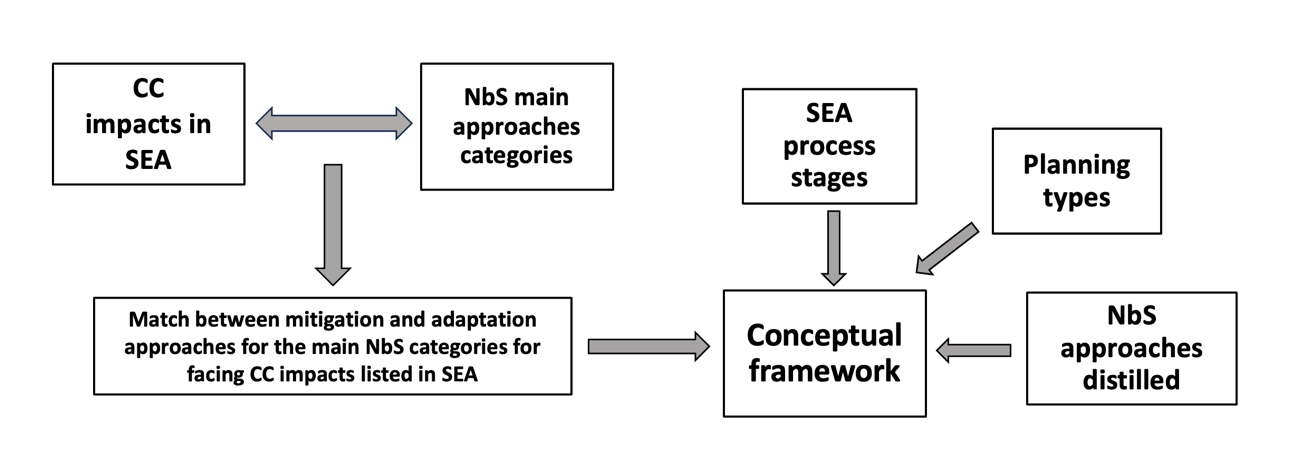 CC
impacts in
SEA
NbS main
approaches
categories
SEA
process
stages
Planning
types
Match between mitigation and adaptation
approaches for the main NbS categories for
facing CC impacts listed in SEA
Conceptual
framework
NbS
approaches
distilled